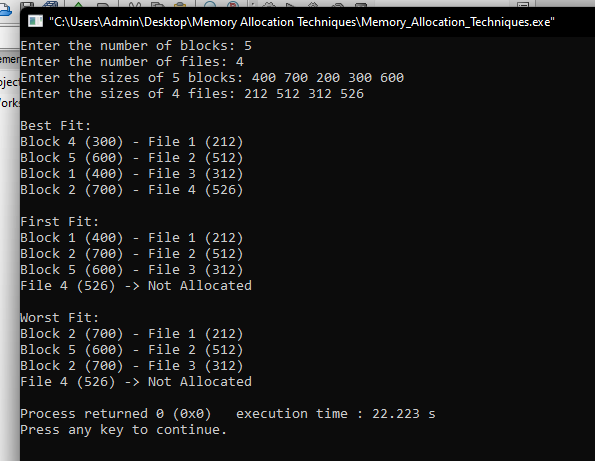 "C:\Users\Admin\Desktop\Memory Allocation Techniques\Memory_Allocation_Techniques.exe"
Enter the number of blocks: 5
Enter the number of files: 4
Enter the sizes of 5 blocks: 400 700 200 300 600
Enter the sizes of 4 files: 212 512 312 526
Best Fit:
Block 4 (300) - File 1 (212)
Block 5 (600) - File 2 (512)
Block 1 (400) - File 3 (312)
Block 2 (700) - File 4 (526)
First Fit:
Block 1 (400) - File 1 (212)
Block 2 (700) - File 2 (512)
Block 5 (600) - File 3 (312)
File 4 (526) -> Not Allocated
Worst Fit:
Block 2 (700) - File 1 (212)
Block 5 (600) - File 2 (512)
Block 2 (700) - File 3 (312)
File 4 (526) -> Not Allocated
Process returned 0 (0x0)   execution time : 22.223 s
Press any key to continue.